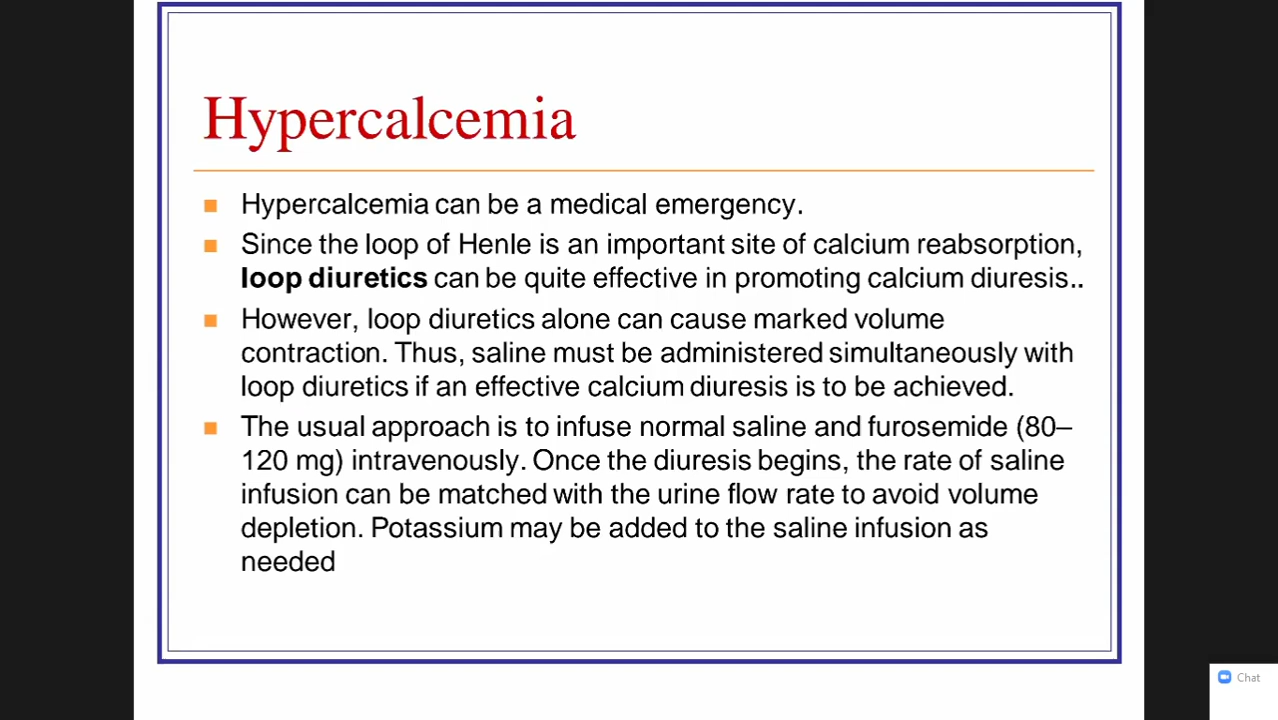 Hypercalcemia
Hypercalcemia can be a medical emergency.
Since the loop of Henle is an important site of calcium reabsorption,
loop diuretics can be quite effective in promoting calcium diuresis..
However, loop diuretics alone can cause marked volume
contraction. Thus, saline must be administered simultaneously with
loop diuretics if an effective calcium diuresis is to be achieved.
The usual approach is to infuse normal saline and furosemide (80–
120 mg) intravenously. Once the diuresis begins, the rate of saline
infusion can be matched with the urine flow rate to avoid volume
depletion. Potassium may be added to the saline infusion as
needed
Chat